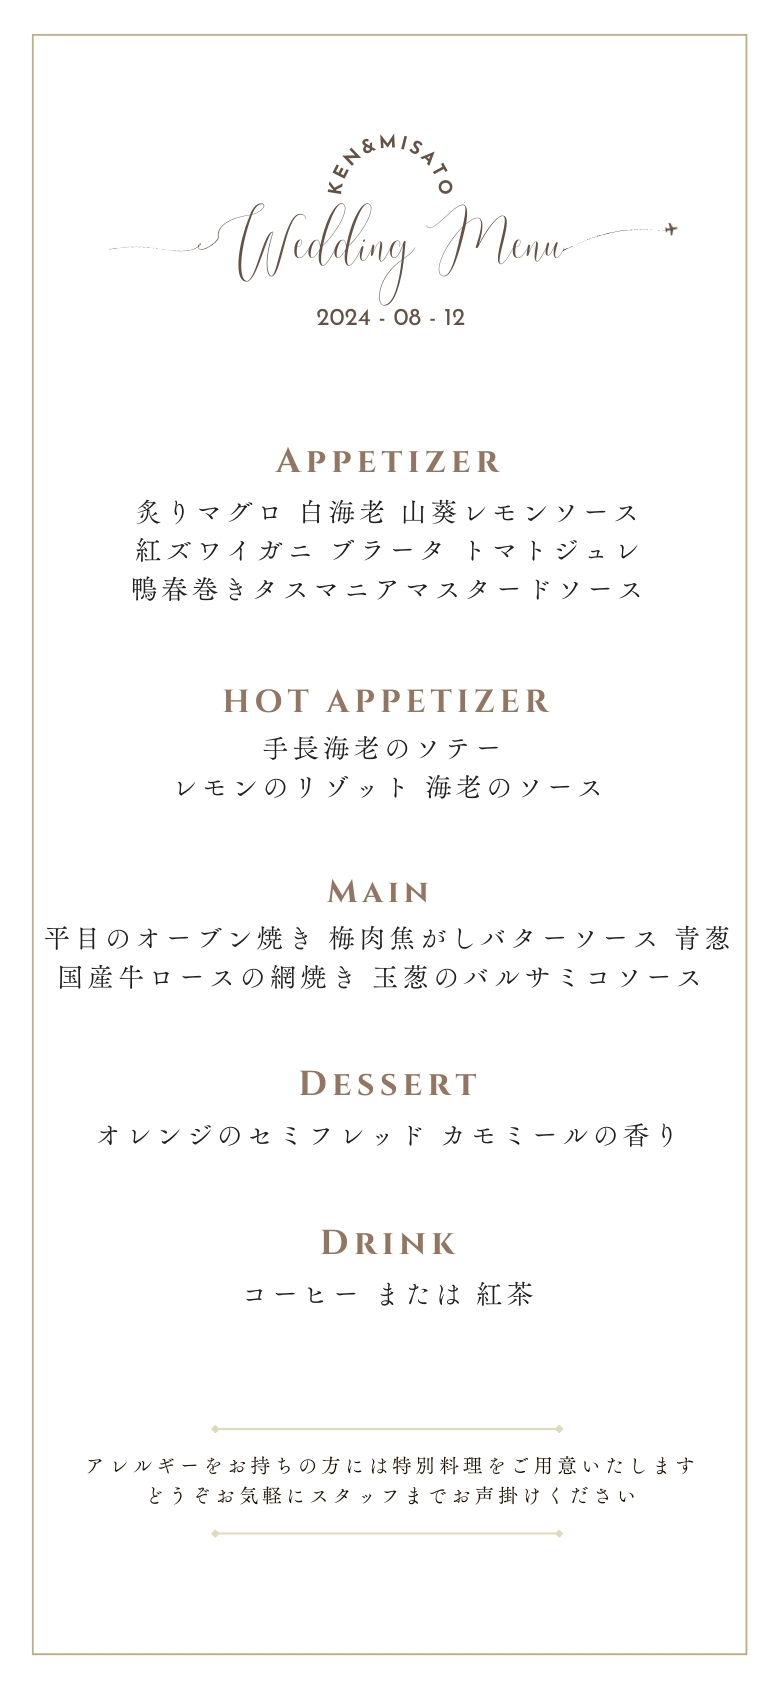 KEN&MISATO
Wedding Menu
2024 - 08 - 12
APPETIZER
炙りマグロ 白海老 山葵レモンソース
紅ズワイガニ ブラータ トマトジュレ
鴨春巻きタスマニアマスタードソース
HOT APPETIZER
手長海老のソテー
レモンのリゾット 海老のソース
MAIN
平目のオーブン焼き 梅肉焦がしバターソース 青葱
国産牛ロースの網焼き 玉葱のバルサミコソース
DESSERT
オレンジのセミフレッド カモミールの香り
DRINK
コーヒー または 紅茶
アレルギーをお持ちの方には特別料理をご用意いたします
どうぞお気軽にスタッフまでお声掛けください